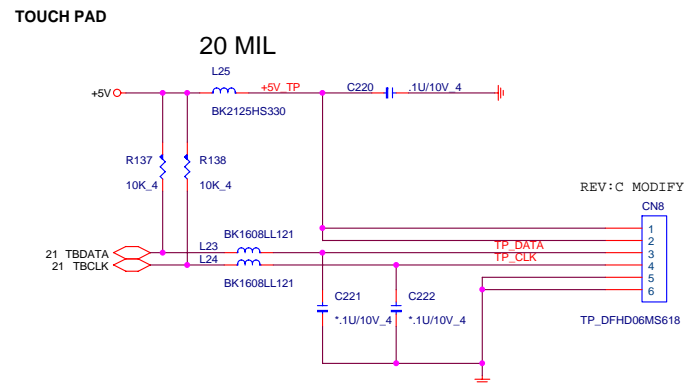 TOUCH PAD
20 MIL
L25
+5V
+5V_TP
C220
.1U/10V_4
BK2125HS330
R137
R138
10K_4
10K_4
REV:C MODIFY
CN8
BK1608LL121
1
2
21 TBDATA
L23
TP_DATA
3
21 TBCLK
L24
TP_CLK
4
5
BK1608LL121
6
C221
C222
*.1U/10V_4
*.1U/10V_4
TP_DFHD06MS618